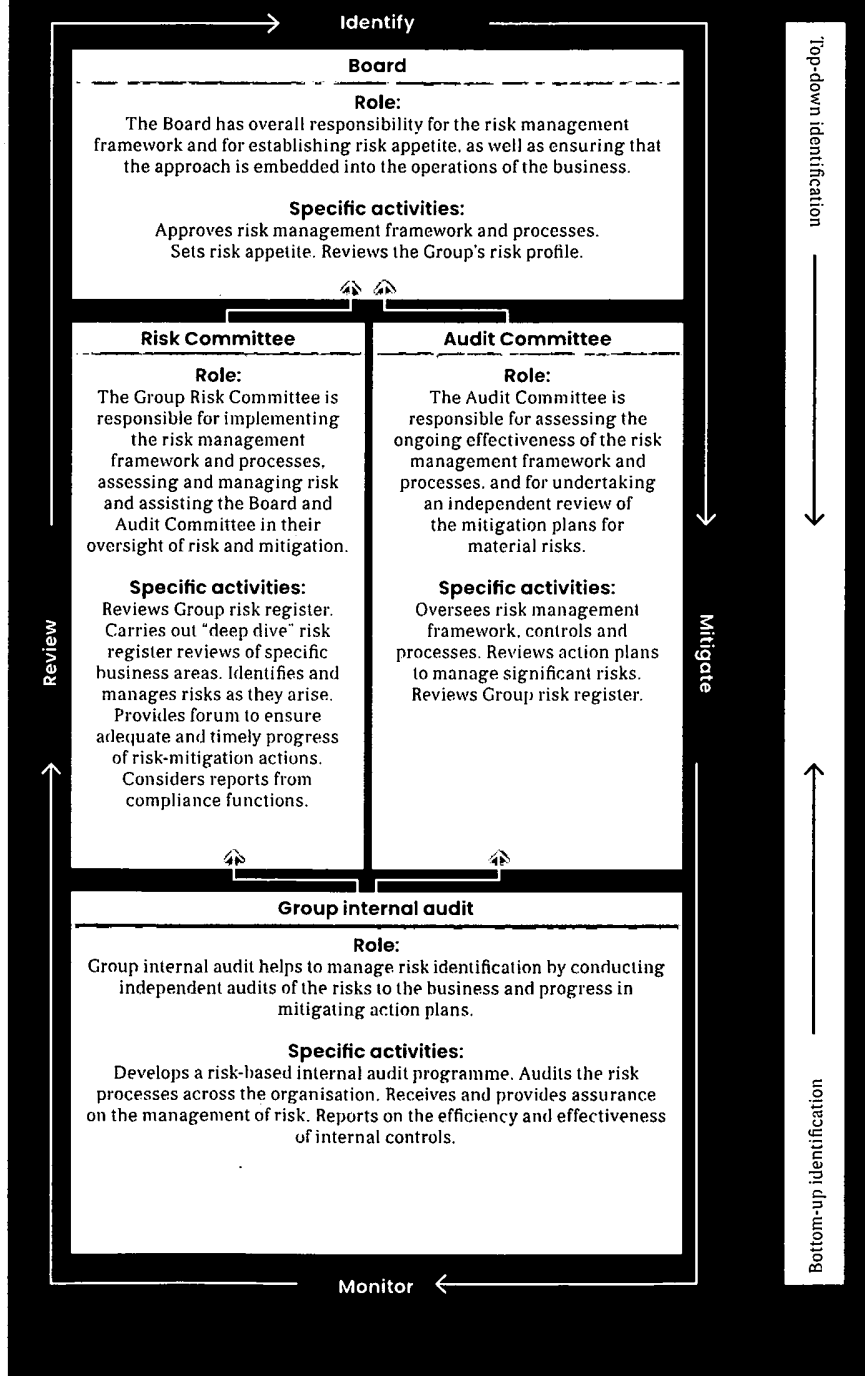 Identify
Top-down identification
Board
Role:
The Board has overall responsibility for the risk management
framework and for establishing risk appetite, as well as ensuring that
the approach is embedded into the operations of the business.
Specific activities:
Approves risk management framework and processes.
Sets risk appetite. Reviews the Group's risk profile.
Risk Committee
Role:
The Group Risk Committee is
responsible for implementing
the risk management
framework and processes,
assessing and managing risk
and assisting the Board and
Audit Committee in their
oversight of risk and mitigation.
Specific activities:
Reviews Group risk register.
Carries out "deep dive" risk
register reviews of specific
business areas. Identifies and
manages risks as they arise.
Provides forum to ensure
adequate and timely progress
of risk-mitigation actions.
Considers reports from
compliance functions.
Audit Committee
Role:
The Audit Committee is
responsible for assessing the
ongoing effectiveness of the risk
management framework and
processes, and for undertaking
an independent review of
the mitigation plans for
material risks.
Specific activities:
Oversees risk management
framework, controls and
processes. Reviews action plans
to manage significant risks.
Reviews Group risk register.
Review
Mitigate
Group internal audit
Role:
Group internal audit helps to manage risk identification by conducting
independent audits of the risks to the business and progress in
mitigating action plans.
Specific activities:
Develops a risk-based internal audit programme. Audits the risk
processes across the organisation. Receives and provides assurance
on the management of risk. Reports on the efficiency and effectiveness
of internal controls.
Bottom-up identification
Monitor